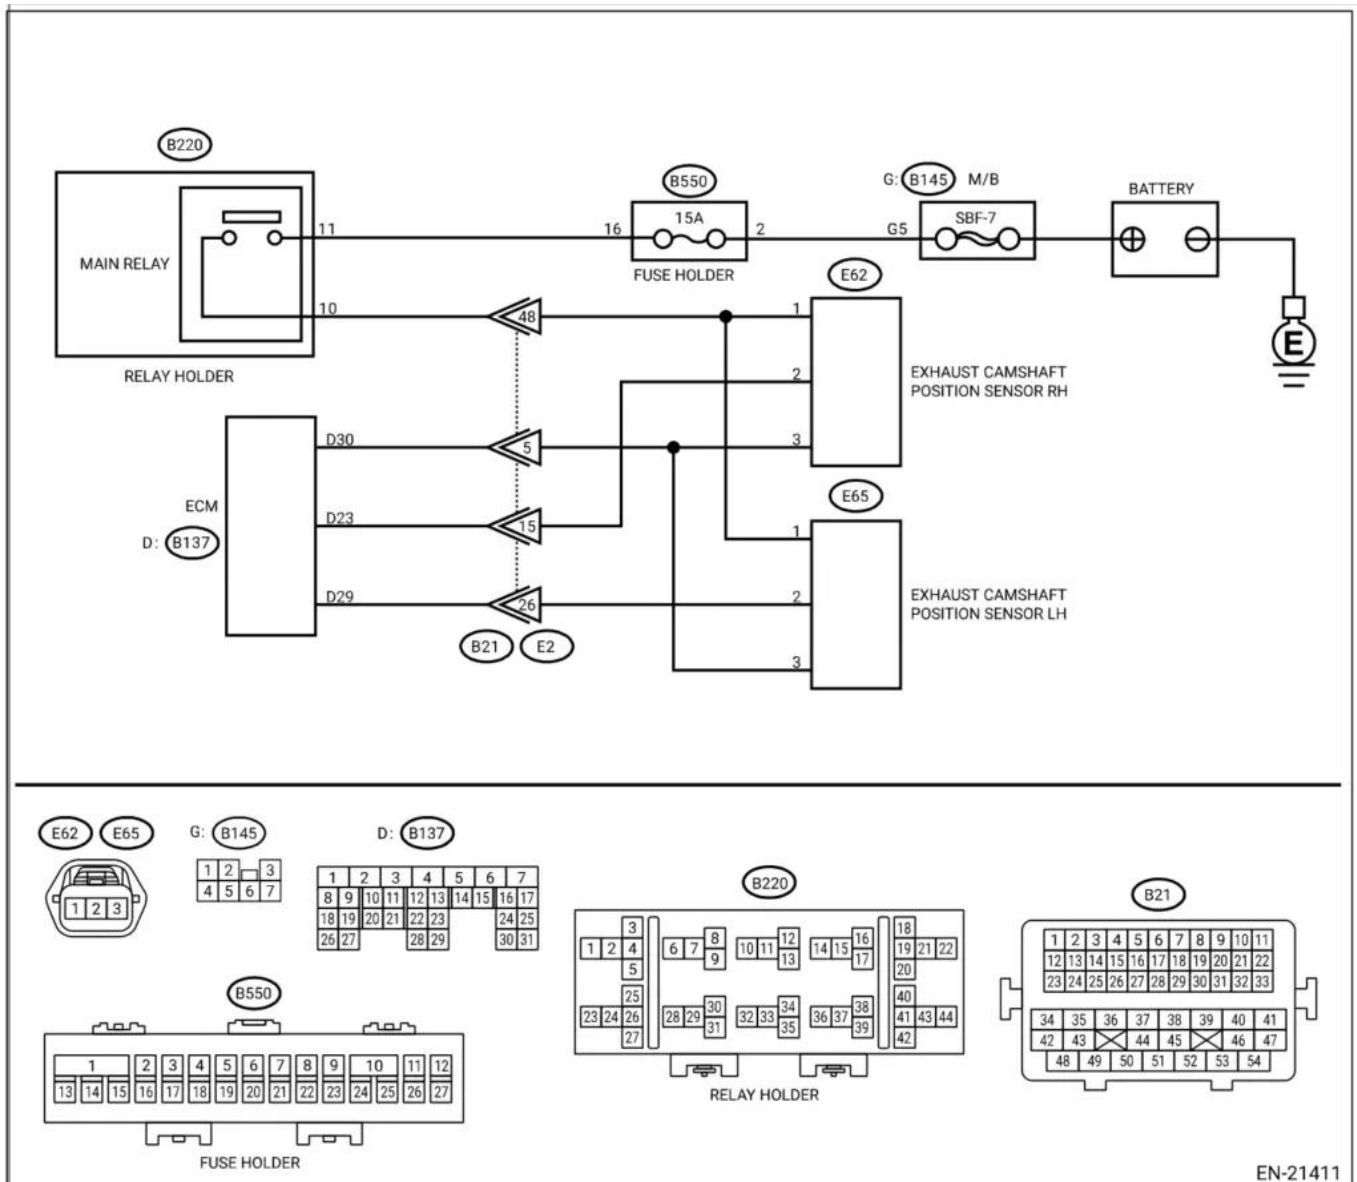 B220
B550
G: B145 M/B
BATTERY
11
16
15A
2
G5
SBF-7
MAIN RELAY
FUSE HOLDER
E62
10
48
1
RELAY HOLDER
2
EXHAUST CAMSHAFT
POSITION SENSOR RH
E
D30
5
3
ECM
E65
D: B137
D23
15
1
D29
26
2
EXHAUST CAMSHAFT
POSITION SENSOR LH
B21 E2
3
E62 E65
1 2 3
G: B145
1 2 3
4 5 6 7
D: B137
1 2 3 4 5 6 7
8 9 10 11 12 13 14 15 16 17
18 19 20 21 22 23 24 25
26 27 28 29 30 31
B220
3 8 12 16 18
1 2 4 6 7 10 11 14 15 19 21 22
5 9 13 17 20
25 30 34 38 40
23 24 26 28 29 32 33 36 37 41 43 44
27 31 35 39 42
RELAY HOLDER
B21
1 2 3 4 5 6 7 8 9 10 11
12 13 14 15 16 17 18 19 20 21 22
23 24 25 26 27 28 29 30 31 32 33
34 35 36 37 38 39 40 41
42 43 44 45 46 47
48 49 50 51 52 53 54
B550
1 2 3 4 5 6 7 8 9 10 11 12
13 14 15 16 17 18 19 20 21 22 23 24 25 26 27
FUSE HOLDER
EN-21411